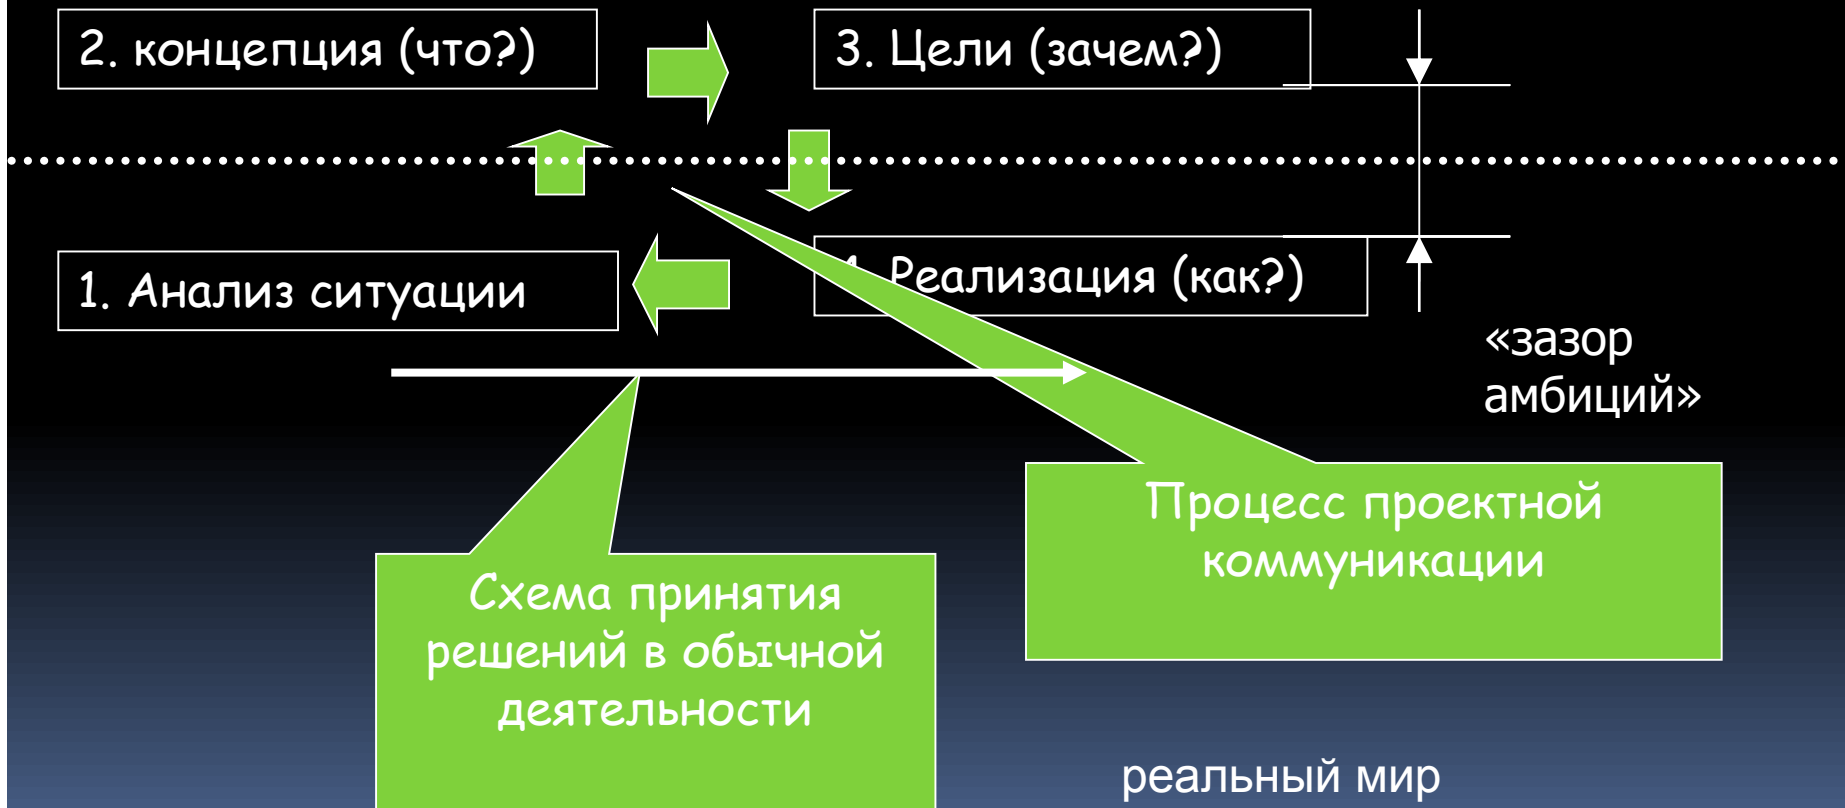 2. концепция (что?)
3. Цели (зачем?)
1. Анализ ситуации
Реализация (как?)
«зазор
амбиций»
Процесс проектной
коммуникации
Схема принятия
решений в обычной
деятельности
реальный мир